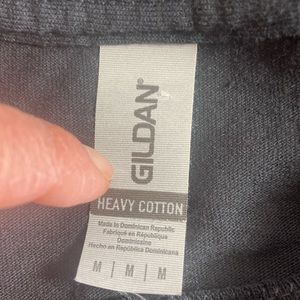 GILDAN®
HEAVY COTTON
Made in Dominican Republic
Fabriqué en République
Dominicaine
Hecho en República Dominicana
M | M | M